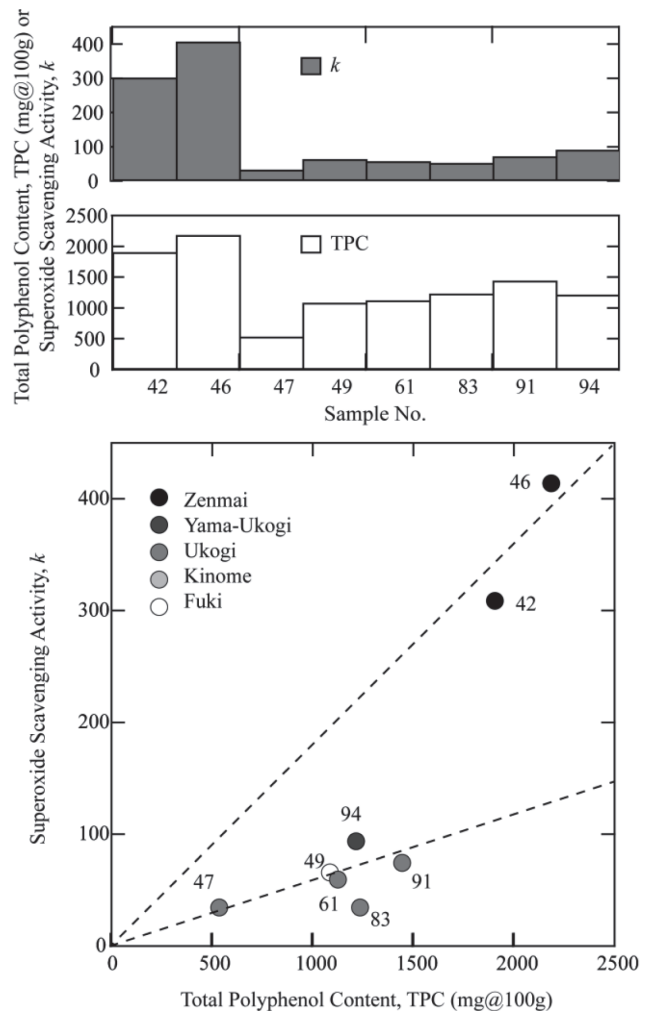 Total Polyphenol Content, TPC (mg@100g) or
Superoxide Scavenging Activity, k
400
300
200
100
0
k
2500
2000
1500
1000
500
0
TPC
42 46 47 49 61 83 91 94
Sample No.
Superoxide Scavenging Activity, k
400
300
200
100
0
Zenmai
Yama-Ukogi
Ukogi
Kinome
Fuki
46
42
94
49
47
61
83
91
0 500 1000 1500 2000 2500
Total Polyphenol Content, TPC (mg@100g)